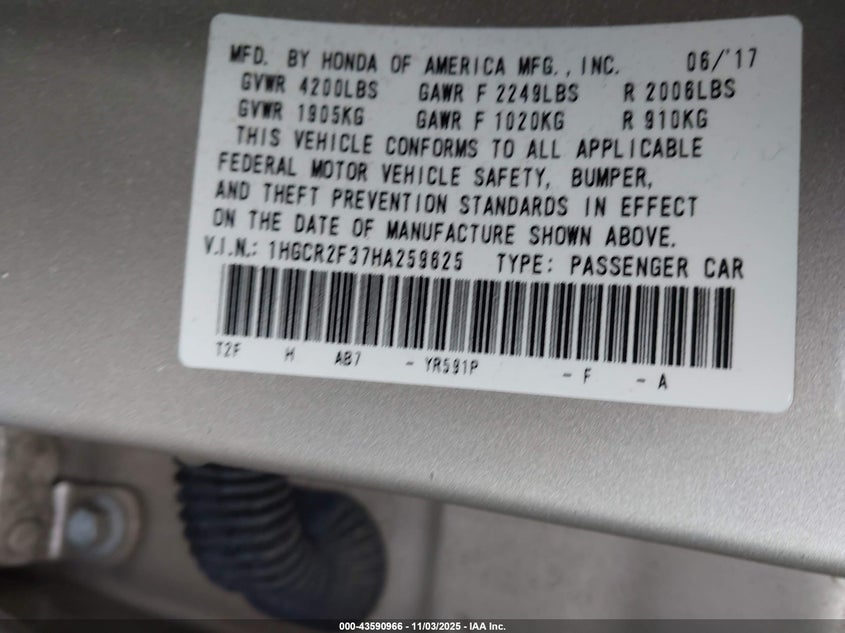 MFD. BY HONDA OF AMERICA MFG., INC. 06/'17
GVWR 4200LBS GAWR F 2249LBS R 2006LBS
GVWR 1905KG GAWR F 1020KG R 910KG
THIS VEHICLE CONFORMS TO ALL APPLICABLE
FEDERAL MOTOR VEHICLE SAFETY, BUMPER,
AND THEFT PREVENTION STANDARDS IN EFFECT
ON THE DATE OF MANUFACTURE SHOWN ABOVE.
V.I.N.: 1HGCR2F37HA259625 TYPE: PASSENGER CAR
T2F H AB7 - YR591P - F - A
000-43590966 - 11/03/2025 - IAA Inc.